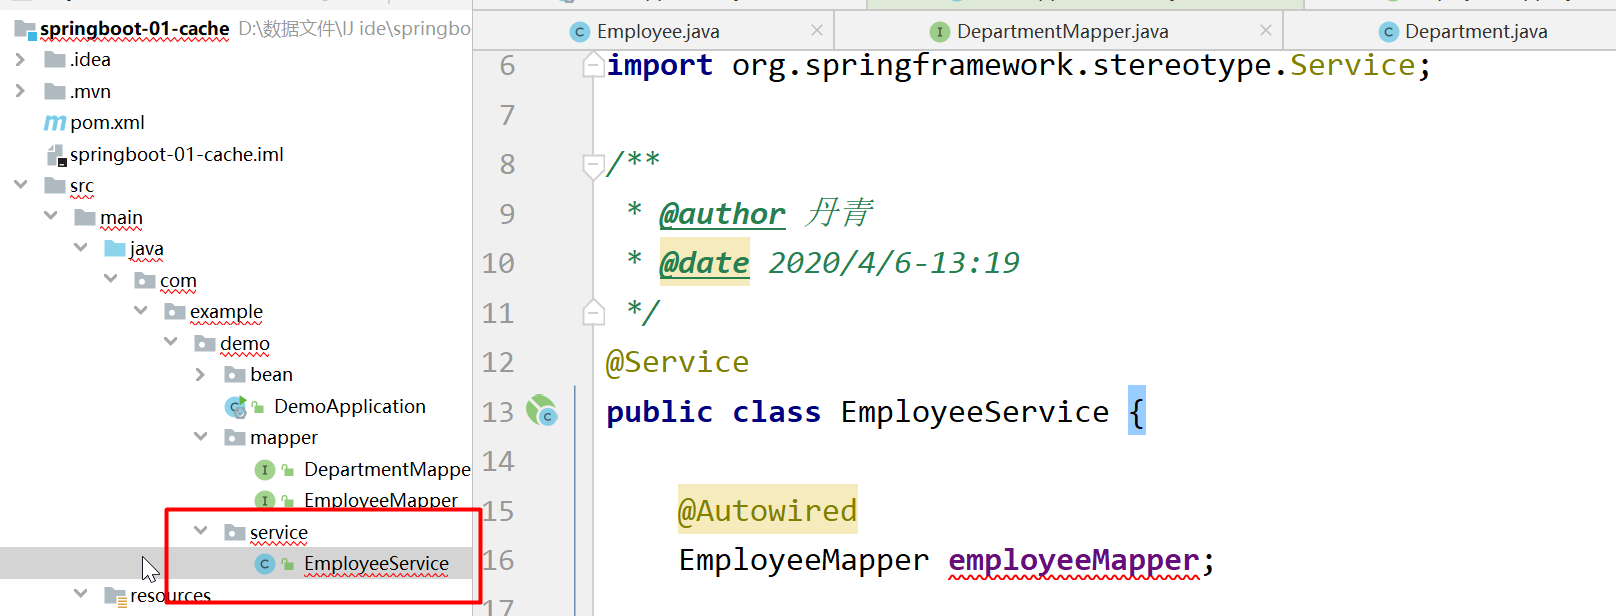 springboot-01-cache D:\数据文件\IJ ide\springbo
.idea
.mvn
pom.xml
springboot-01-cache.iml
src
main
java
com
example
demo
bean
DemoApplication
mapper
DepartmentMappe
EmployeeMapper
service
EmployeeService
resources
Employee.java DepartmentMapper.java Department.java
6 import org.springframework.stereotype.Service;
7
8 /**
9 * @author 丹青
10 * @date 2020/4/6-13:19
11 */
12 @Service
13 public class EmployeeService {
14
15 @Autowired
16 EmployeeMapper employeeMapper;
17